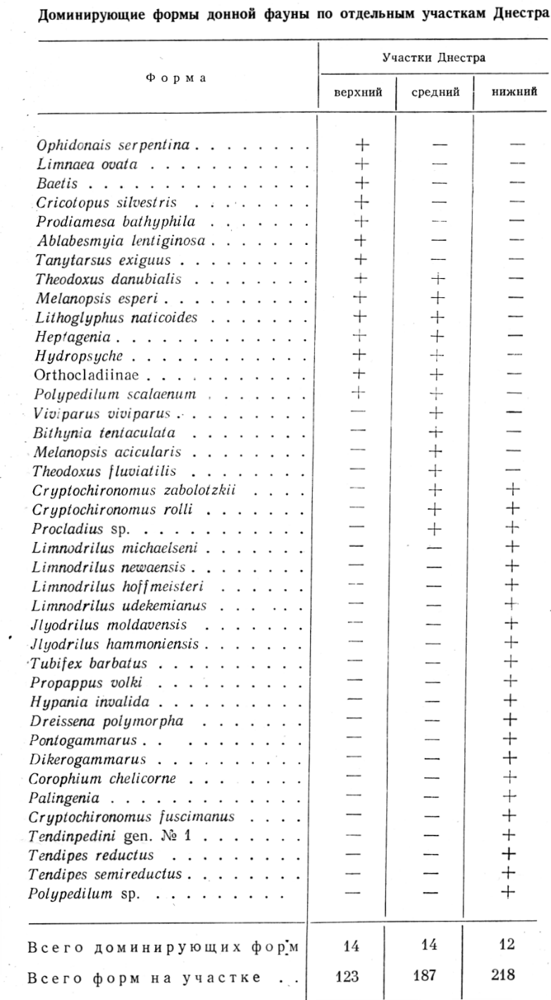 Доминирующие формы донной фауны по отдельным участкам Днестра
Форма
Участки Днестра
верхний средний нижний
Ophidonais serpentina . . . . . . . . + — —
Limnaea ovata . . . . . . . . . . . + — —
Baetis . . . . . . . . . . . . . . . + — —
Cricotopus silvestris . . . . . . . . + — —
Prodiamesa bathyphila . . . . . . . + — —
Ablabesmyia lentiginosa . . . . . . . + — —
Tanytarsus exiguus . . . . . . . . . + — —
Theodoxus danubialis . . . . . . . . + + —
Melanopsis esperi . . . . . . . . . . + + —
Lithoglyphus naticoides . . . . . . . + + —
Heptagenia . . . . . . . . . . . . . + + —
Hydropsyche . . . . . . . . . . . . + + —
Orthocladiinae . . . . . . . . . . . + + —
Polypedilum scalaenum . . . . . . . + + —
Viviparus viviparus . . . . . . . . . — + —
Bithynia tentaculata . . . . . . . . — + —
Melanopsis acicularis . . . . . . . . — + —
Theodoxus fluviatilis . . . . . . . . — + —
Cryptochironomus zabolotzkii . . . . — + +
Cryptochironomus rolli . . . . . . . — + +
Procladius sp. . . . . . . . . . . . — + +
Limnodrilus michaelseni . . . . . . . — — +
Limnodrilus newaensis . . . . . . . . — — +
Limnodrilus hoffmeisteri . . . . . . — — +
Limnodrilus udekemianus . . . . . . — — +
Jlyodrilus moldavensis . . . . . . . — — +
Jlyodrilus hammoniensis . . . . . . . — — +
Tubifex barbatus . . . . . . . . . . — — +
Propappus volki . . . . . . . . . . — — +
Hypania invalida . . . . . . . . . . — — +
Dreissena polymorpha . . . . . . . — — +
Pontogammarus . . . . . . . . . . — — +
Dikerogammarus . . . . . . . . . . — — +
Corophium chelicorne . . . . . . . — — +
Palingenia . . . . . . . . . . . . . — — +
Cryptochironomus fuscimanus . . . . — — +
Tendinpedini gen. № 1 . . . . . . . — — +
Tendipes reductus . . . . . . . . . — — +
Tendipes semireductus . . . . . . . . — — +
Polypedilum sp. . . . . . . . . . — — +
Всего доминирующих форм 14 14 12
Всего форм на участке . . 123 187 218